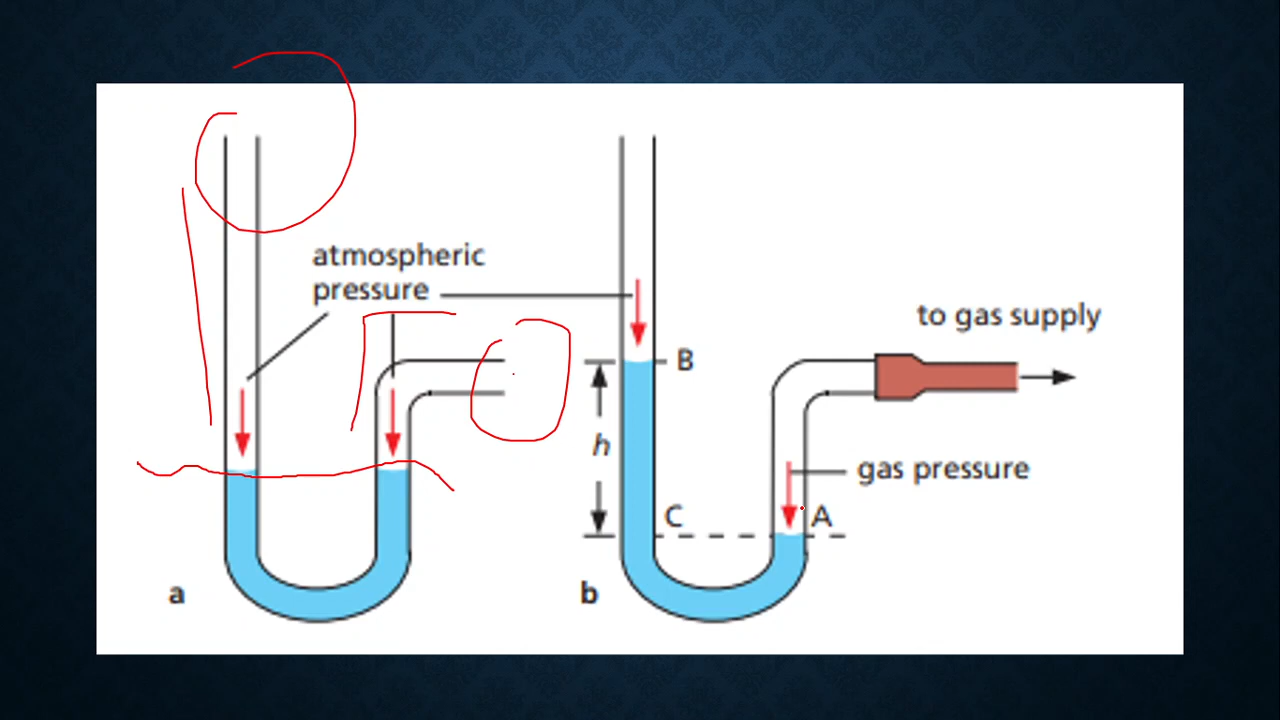 atmospheric
pressure
to gas supply
B
h
gas pressure
C
A
a
b